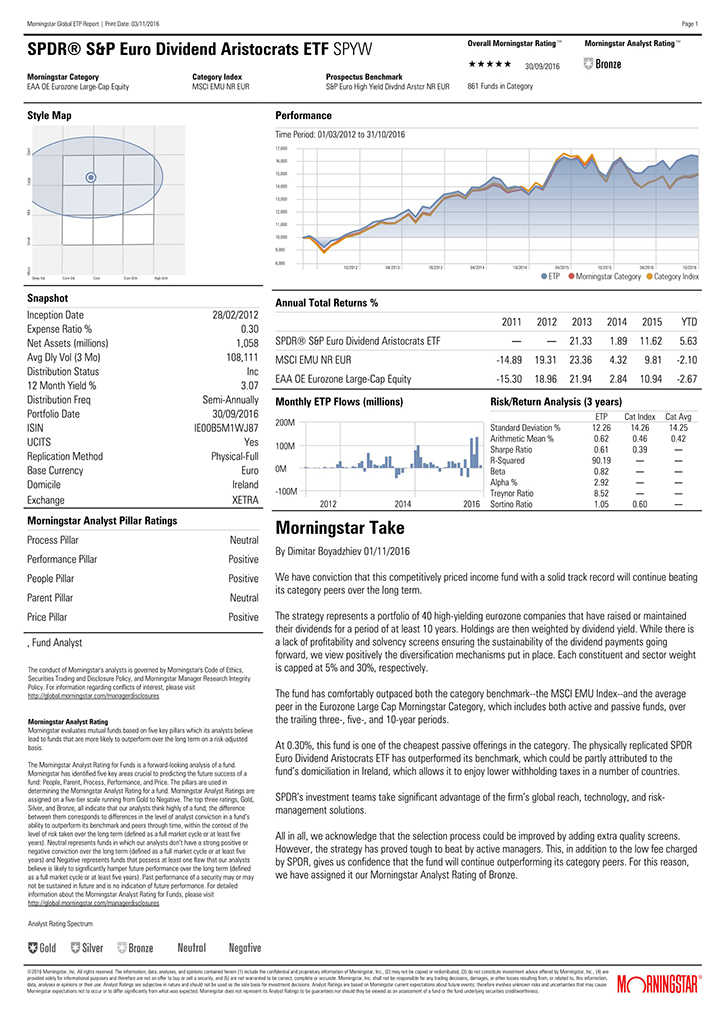 Morningstar Global ETP Report | Print Date: 03/11/2016
Page 1
SPDR® S&P Euro Dividend Aristocrats ETF SPYW
Overall Morningstar Rating™
Morningstar Analyst Rating™
★★★★★ 30/09/2016
Bronze
Morningstar Category
Category Index
Prospectus Benchmark
EAA OE Eurozone Large-Cap Equity
MSCI EMU NR EUR
S&P Euro High Yield Divdnd Arstcr NR EUR
861 Funds in Category
Style Map
Giant
Large
Mid
Small
Micro
Deep-Val
Core-Val
Core
Core-Grth
High-Grth
Performance
Time Period: 01/03/2012 to 31/10/2016
17,000
16,000
15,000
14,000
13,000
12,000
11,000
10,000
9,000
8,000
10/2012
04/2013
10/2013
04/2014
10/2014
04/2015
10/2015
04/2016
10/2016
ETP
Morningstar Category
Category Index
Snapshot
Inception Date 28/02/2012
Expense Ratio % 0.30
Net Assets (millions) 1,058
Avg Dly Vol (3 Mo) 108,111
Distribution Status Inc
12 Month Yield % 3.07
Distribution Freq Semi-Annually
Portfolio Date 30/09/2016
ISIN IE00B5M1WJ87
UCITS Yes
Replication Method Physical-Full
Base Currency Euro
Domicile Ireland
Exchange XETRA
Annual Total Returns %
2011 2012 2013 2014 2015 YTD
SPDR® S&P Euro Dividend Aristocrats ETF — — 21.33 1.89 11.62 5.63
MSCI EMU NR EUR -14.89 19.31 23.36 4.32 9.81 -2.10
EAA OE Eurozone Large-Cap Equity -15.30 18.96 21.94 2.84 10.94 -2.67
Monthly ETP Flows (millions)
200M
100M
0M
-100M
2012
2014
2016
Risk/Return Analysis (3 years)
ETP Cat Index Cat Avg
Standard Deviation % 12.26 14.26 14.25
Arithmetic Mean % 0.62 0.46 0.42
Sharpe Ratio 0.61 0.39 —
R-Squared 90.19 — —
Beta 0.82 — —
Alpha % 2.92 — —
Treynor Ratio 8.52 — —
Sortino Ratio 1.05 0.60 —
Morningstar Analyst Pillar Ratings
Process Pillar Neutral
Performance Pillar Positive
People Pillar Positive
Parent Pillar Neutral
Price Pillar Positive
, Fund Analyst
The conduct of Morningstar's analysts is governed by Morningstar's Code of Ethics,
Securities Trading and Disclosure Policy, and Morningstar Manager Research Integrity
Policy. For information regarding conflicts of interest, please visit
http://global.morningstar.com/managerdisclosures
Morningstar Analyst Rating
Morningstar evaluates mutual funds based on five key pillars which its analysts believe
lead to funds that are more likely to outperform over the long term on a risk-adjusted
basis.
The Morningstar Analyst Rating for Funds is a forward-looking analysis of a fund.
Morningstar has identified five key areas crucial to predicting the future success of a
fund: People, Parent, Process, Performance, and Price. The pillars are used in
determining the Morningstar Analyst Rating for a fund. Morningstar Analyst Ratings are
assigned on a five-tier scale running from Gold to Negative. The top three ratings, Gold,
Silver, and Bronze, all indicate that our analysts think highly of a fund; the difference
between them corresponds to differences in the level of analyst conviction in a fund's
ability to outperform its benchmark and peers through time, within the context of the
level of risk taken over the long term (defined as a full market cycle or at least five
years). Neutral represents funds in which our analysts don't have a strong positive or
negative conviction over the long term (defined as a full market cycle or at least five
years) and Negative represents funds that possess at least one flaw that our analysts
believe is likely to significantly hamper future performance over the long term (defined
as a full market cycle or at least five years). Past performance of a security may or may
not be sustained in future and is no indication of future performance. For detailed
information about the Morningstar Analyst Rating for Funds, please visit
http://global.morningstar.com/managerdisclosures
Analyst Rating Spectrum
Gold Silver Bronze Neutral Negative
Morningstar Take
By Dimitar Boyadzhiev 01/11/2016
We have conviction that this competitively priced income fund with a solid track record will continue beating
its category peers over the long term.
The strategy represents a portfolio of 40 high-yielding eurozone companies that have raised or maintained
their dividends for a period of at least 10 years. Holdings are then weighted by dividend yield. While there is
a lack of profitability and solvency screens ensuring the sustainability of the dividend payments going
forward, we view positively the diversification mechanisms put in place. Each constituent and sector weight
is capped at 5% and 30%, respectively.
The fund has comfortably outpaced both the category benchmark--the MSCI EMU Index--and the average
peer in the Eurozone Large Cap Morningstar Category, which includes both active and passive funds, over
the trailing three-, five-, and 10-year periods.
At 0.30%, this fund is one of the cheapest passive offerings in the category. The physically replicated SPDR
Euro Dividend Aristocrats ETF has outperformed its benchmark, which could be partly attributed to the
fund's domiciliation in Ireland, which allows it to enjoy lower withholding taxes in a number of countries.
SPDR's investment teams take significant advantage of the firm's global reach, technology, and risk-
management solutions.
All in all, we acknowledge that the selection process could be improved by adding extra quality screens.
However, the strategy has proved tough to beat by active managers. This, in addition to the low fee charged
by SPDR, gives us confidence that the fund will continue outperforming its category peers. For this reason,
we have assigned it our Morningstar Analyst Rating of Bronze.
©2016 Morningstar, Inc. All rights reserved. The information, data, analyses, and opinions contained herein (1) include the confidential and proprietary information of Morningstar, Inc., (2) may not be copied or redistributed, (3) do not constitute investment advice offered by Morningstar, Inc., (4) are
provided solely for informational purposes and therefore are not an offer to buy or sell a security, and (5) are not warranted to be correct, complete or accurate. Morningstar, Inc. shall not be responsible for any trading decisions, damages, or other losses resulting from, or related to, this information,
data, analyses or opinions or their use. Analyst Ratings are subjective in nature and should not be used as the sole basis for investment decisions. Analyst Ratings are based on Morningstar current expectations about future events; therefore involves unknown risks and uncertainties that may cause
Morningstar expectations not to occur or to differ significantly from what was expected. Morningstar does not represent its Analyst Ratings to be guarantees nor should they be viewed as an assessment of a fund or the fund underlying securities creditworthiness.
MORNINGSTAR®